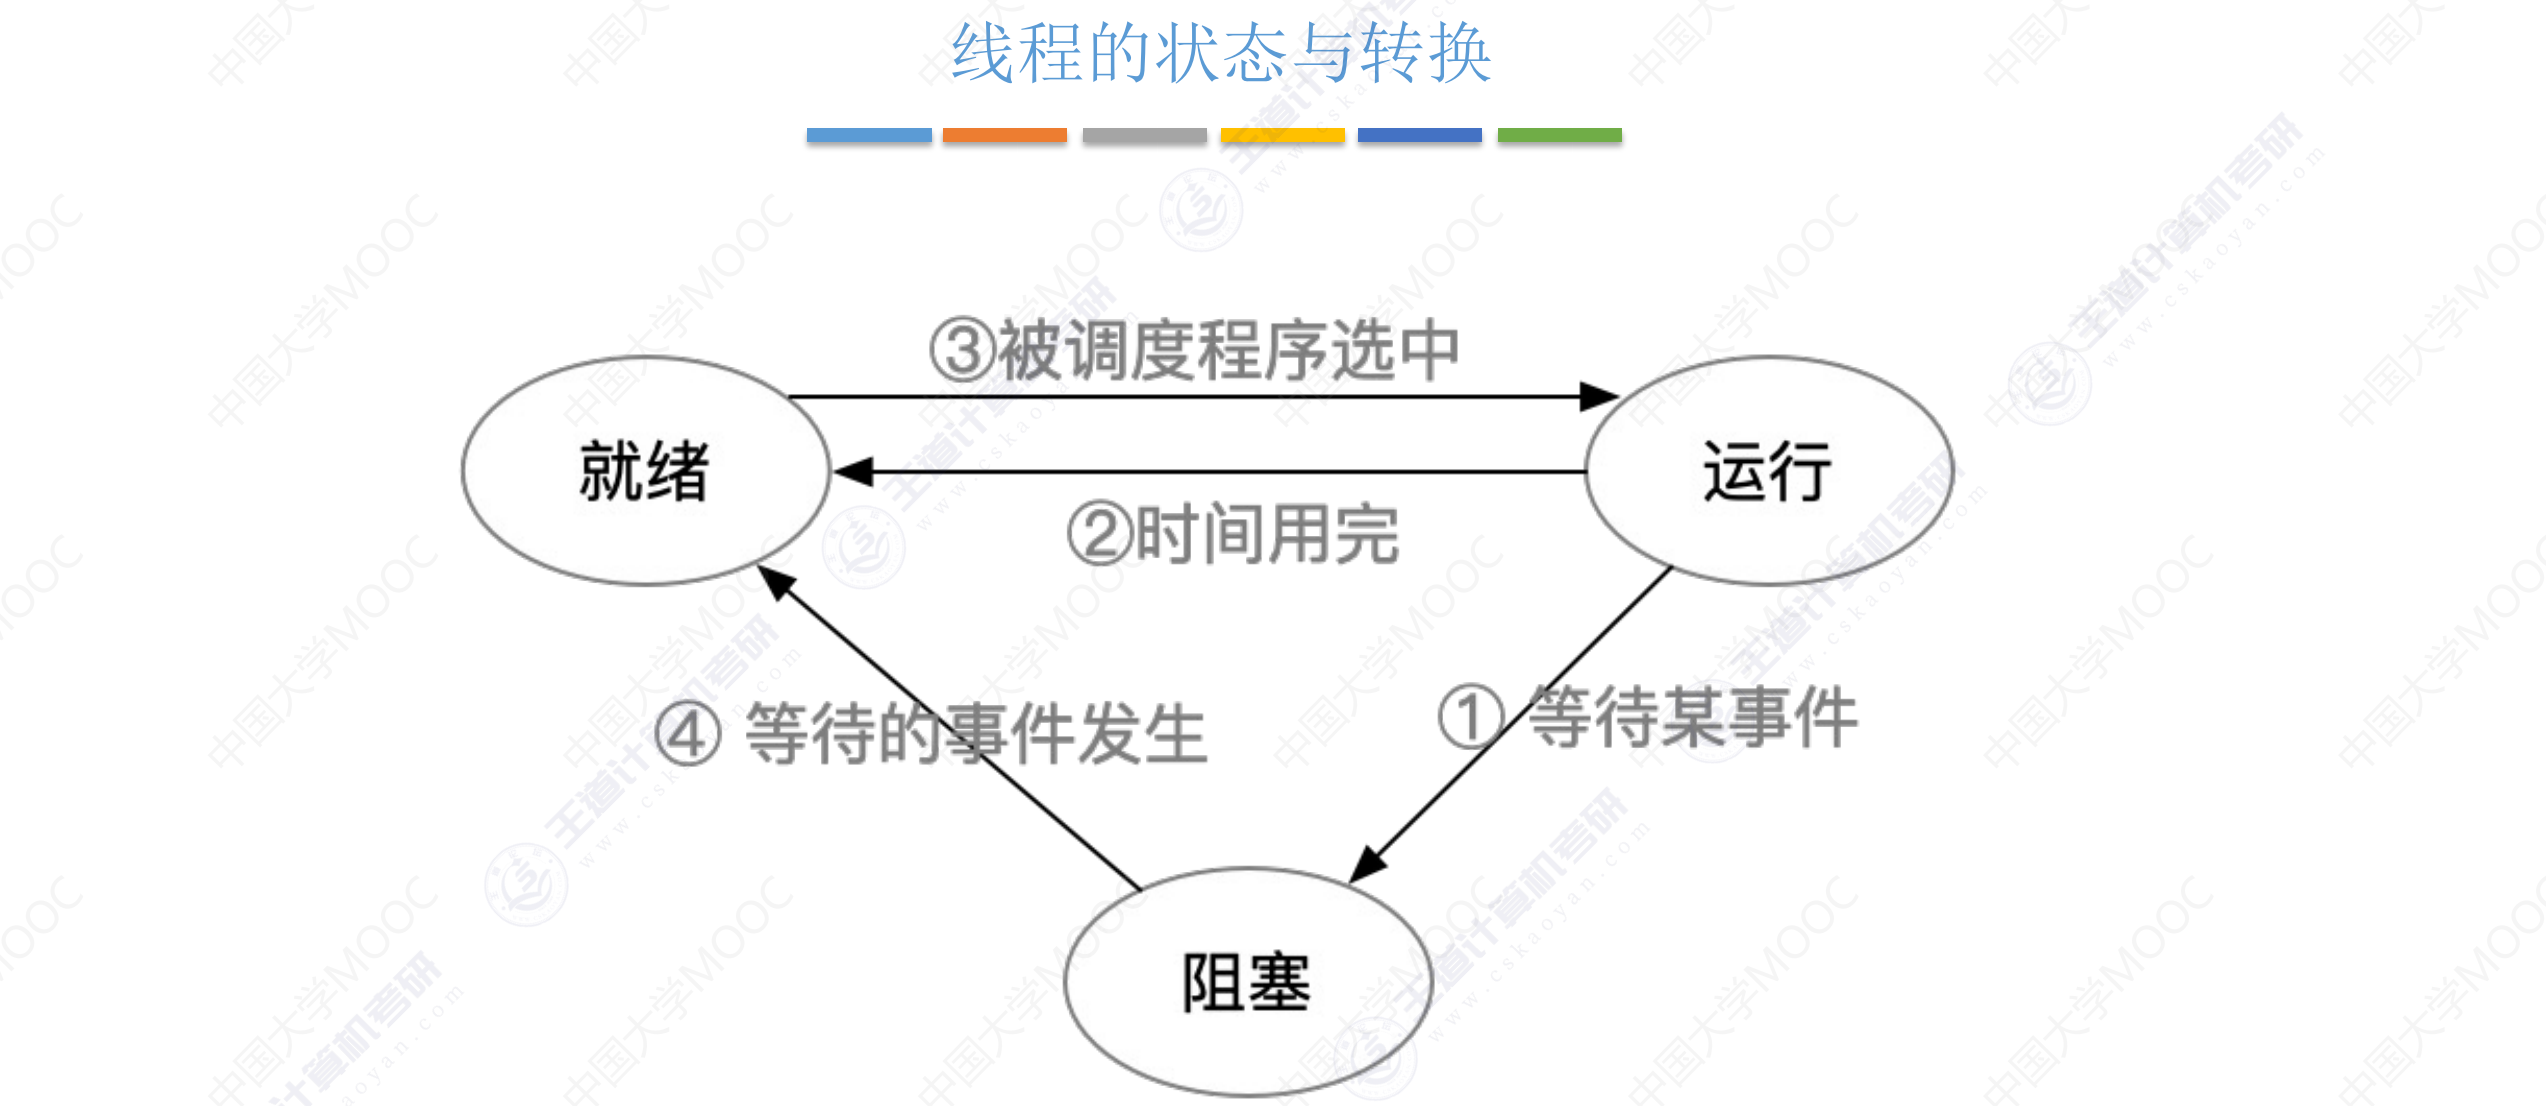 线程的状态与转换
③被调度程序选中
就绪
运行
②时间用完
④ 等待的事件发生
① 等待某事件
阻塞
中国大学MOOC
王道计算机考研
www.cskaoyan.com